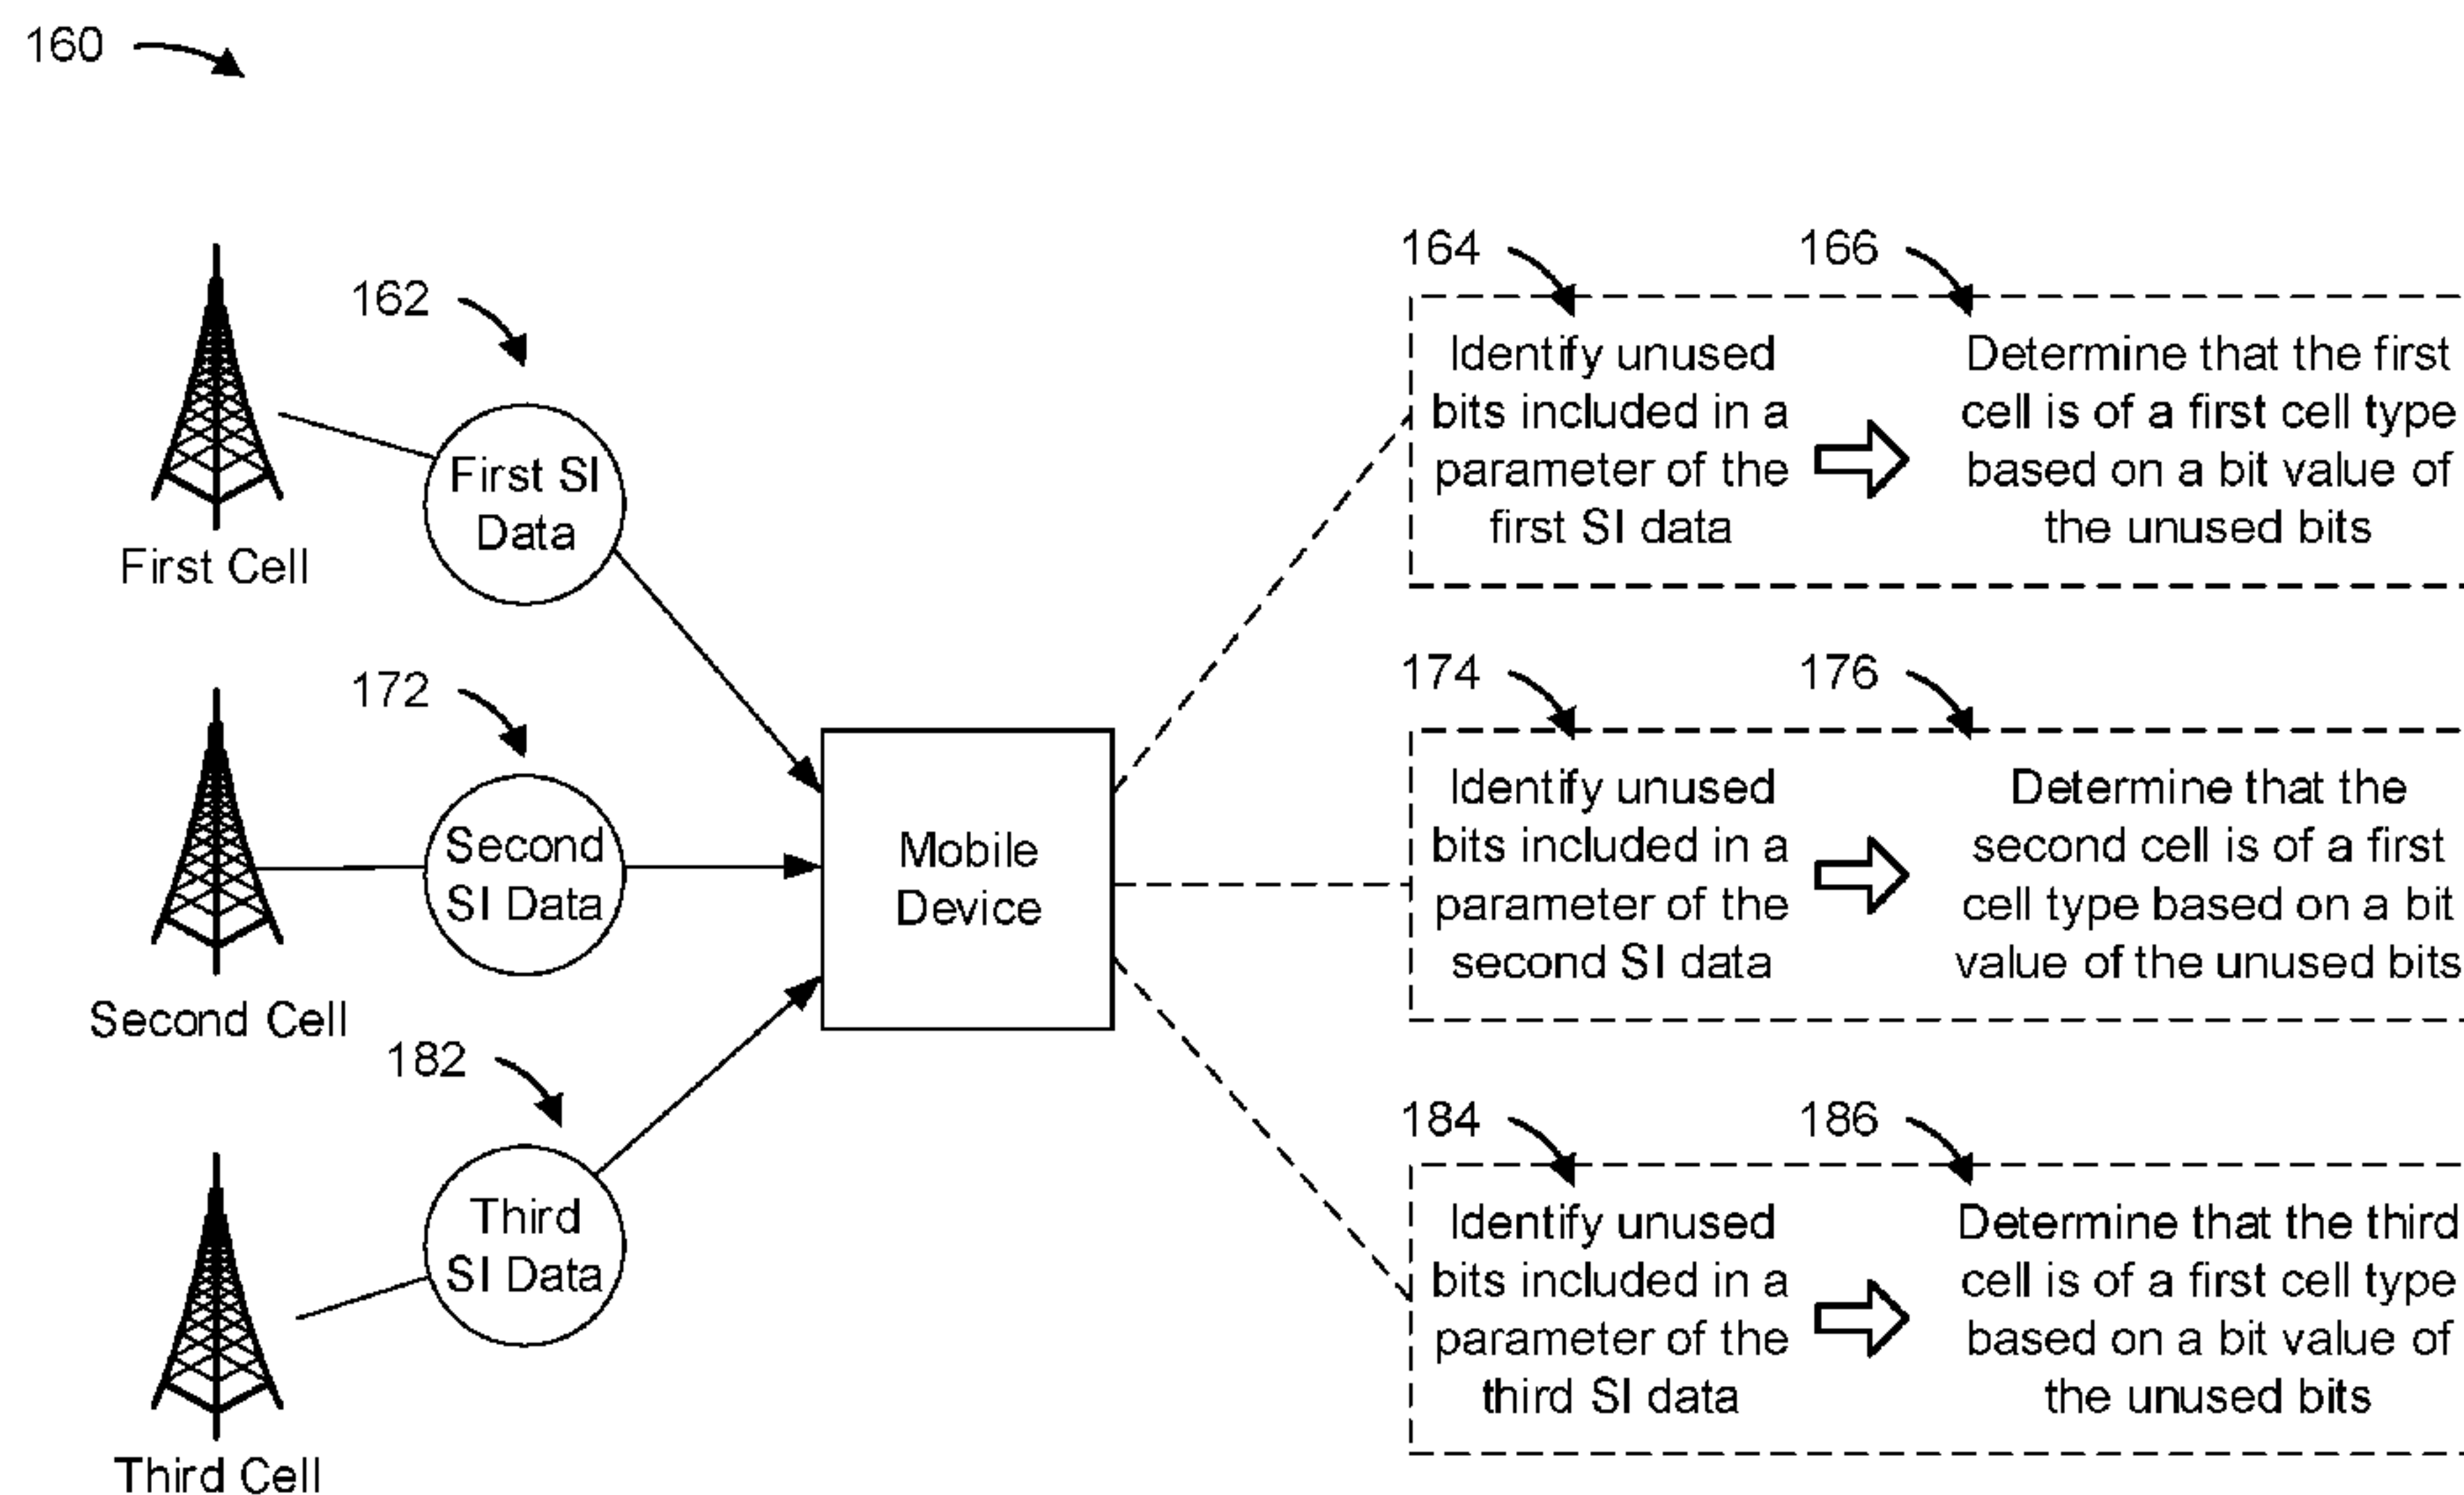 160
162
First SI
Data
First Cell
164
Identify unused
bits included in a
parameter of the
first SI data
166
Determine that the first
cell is of a first cell type
based on a bit value of
the unused bits
172
Second
SI Data
Second Cell
Mobile
Device
174
Identify unused
bits included in a
parameter of the
second SI data
176
Determine that the
second cell is of a first
cell type based on a bit
value of the unused bits
182
Third
SI Data
Third Cell
184
Identify unused
bits included in a
parameter of the
third SI data
186
Determine that the third
cell is of a first cell type
based on a bit value of
the unused bits